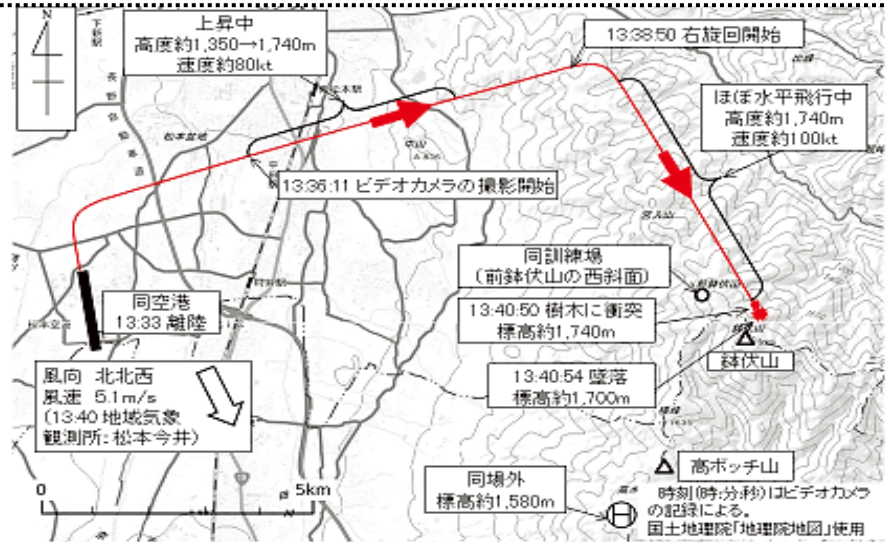 N
上昇中
高度約1,350→1,740m
速度約80kt
13:38:50 右旋回開始
ほぼ水平飛行中
高度約1,740m
速度約100kt
13:36:11 ビデオカメラの撮影開始
中山
同訓練場
(前鉢伏山の西斜面)
同空港
13:33 離陸
13:40:50 樹木に衝突
標高約1,740m
鉢伏山
13:40:54 墜落
標高約1,700m
風向 北北西
風速 5.1m/s
(13:40 地域気象
観測所:松本今井)
高ボッチ山
同場外
標高約1,580m
0
5km
H
時刻(時:分:秒)はビデオカメラ
の記録による。
国土地理院「地理院地図」使用